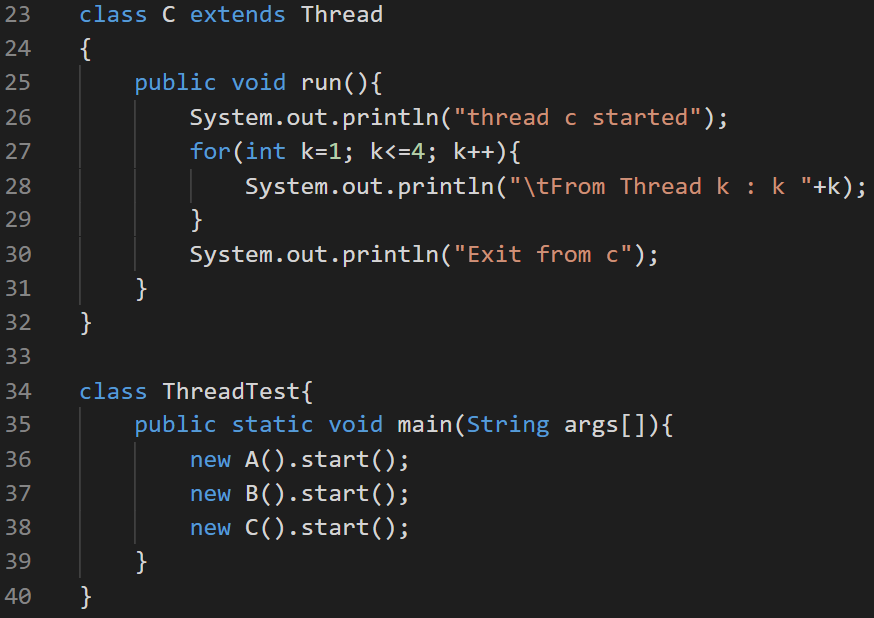 23 class C extends Thread
24 {
25     public void run(){
26         System.out.println("thread c started");
27         for(int k=1; k<=4; k++){
28             System.out.println("\tFrom Thread k : k "+k);
29         }
30         System.out.println("Exit from c");
31     }
32 }
33
34 class ThreadTest{
35     public static void main(String args[]){
36         new A().start();
37         new B().start();
38         new C().start();
39     }
40 }